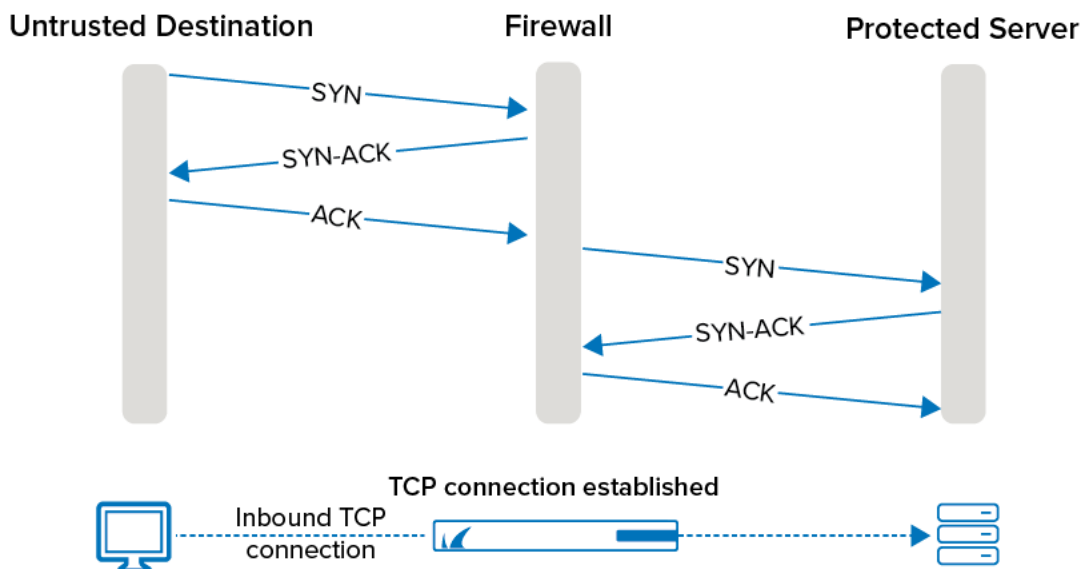 Untrusted Destination
Firewall
Protected Server
SYN
SYN-ACK
ACK
SYN
SYN-ACK
ACK
TCP connection established
Inbound TCP
connection